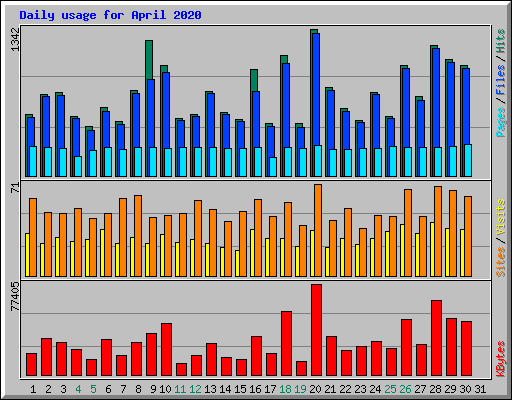 Daily usage for April 2020
1342
Pages / Files / Hits
71
Sites / Visits
77405
KBytes
1 2 3 4 5 6 7 8 9 10 11 12 13 14 15 16 17 18 19 20 21 22 23 24 25 26 27 28 29 30 31